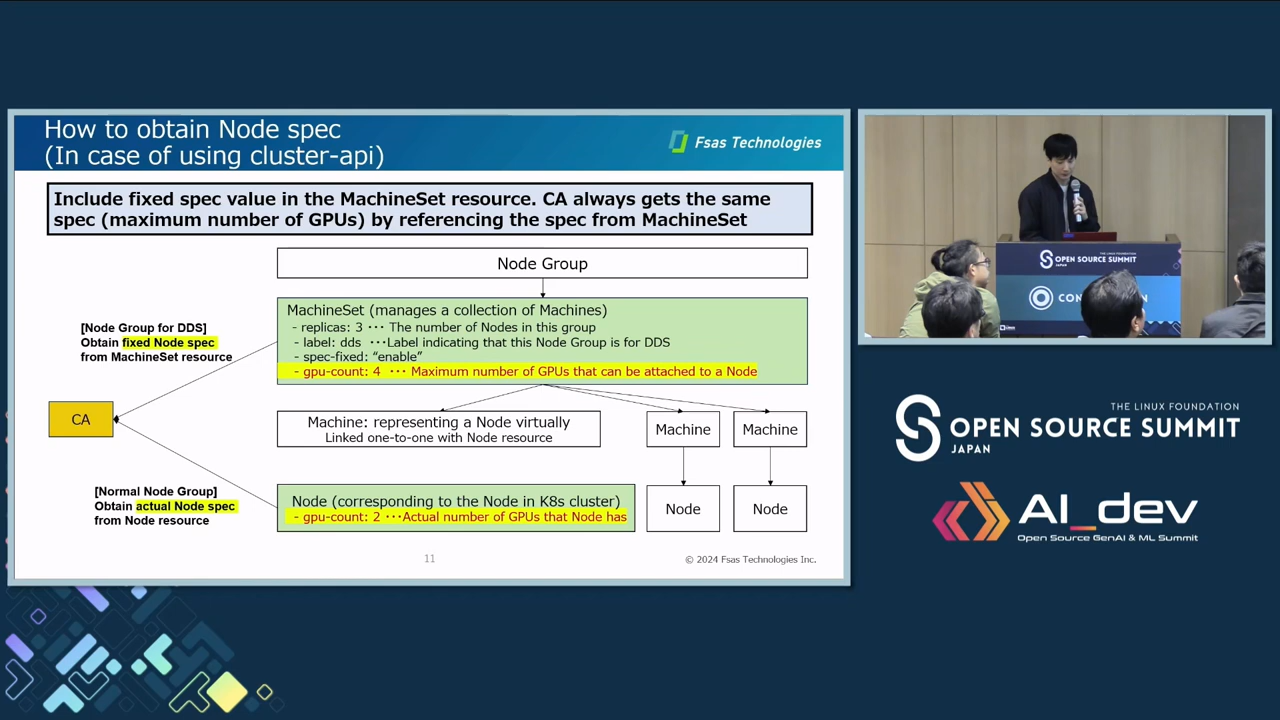 How to obtain Node spec
(In case of using cluster-api)
Fsas Technologies
Include fixed spec value in the MachineSet resource. CA always gets the same
spec (maximum number of GPUs) by referencing the spec from MachineSet
Node Group
MachineSet (manages a collection of Machines)
- replicas: 3 ･･･ The number of Nodes in this group
- label: dds ･･･Label indicating that this Node Group is for DDS
- spec-fixed: “enable”
- gpu-count: 4 ･･･ Maximum number of GPUs that can be attached to a Node
[Node Group for DDS]
Obtain fixed Node spec
from MachineSet resource
CA
Machine: representing a Node virtually
Linked one-to-one with Node resource
Machine
Machine
[Normal Node Group]
Obtain actual Node spec
from Node resource
Node (corresponding to the Node in K8s cluster)
- gpu-count: 2 ･･･Actual number of GPUs that Node has
Node
Node
11
© 2024 Fsas Technologies Inc.
OPEN SOURCE SUMMIT
JAPAN
THE LINUX FOUNDATION
OPEN SOURCE SUMMIT
JAPAN
AI_dev
Open Source GenAI & ML Summit